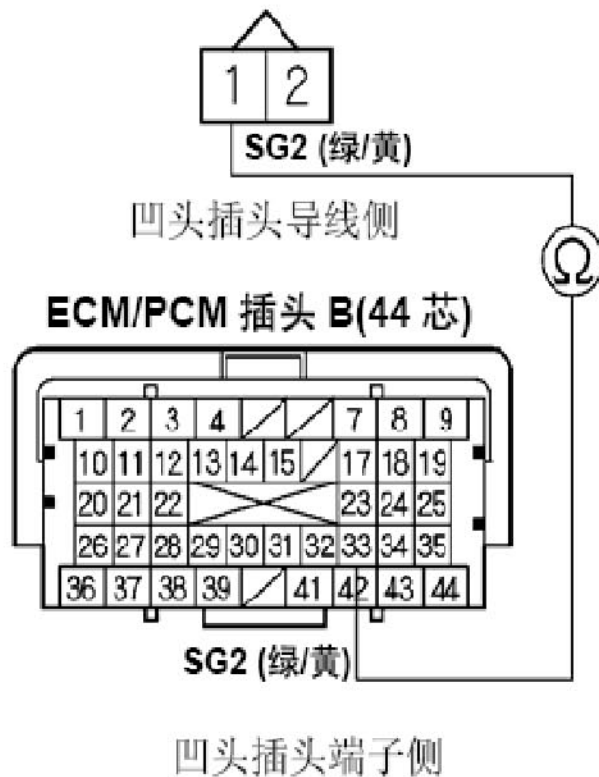 1 2
SG2 (绿/黄)
凹头插头导线侧
Ω
ECM/PCM 插头 B(44 芯)
1 2 3 4 7 8 9
10 11 12 13 14 15 17 18 19
20 21 22 23 24 25
26 27 28 29 30 31 32 33 34 35
36 37 38 39 41 42 43 44
SG2 (绿/黄)
凹头插头端子侧